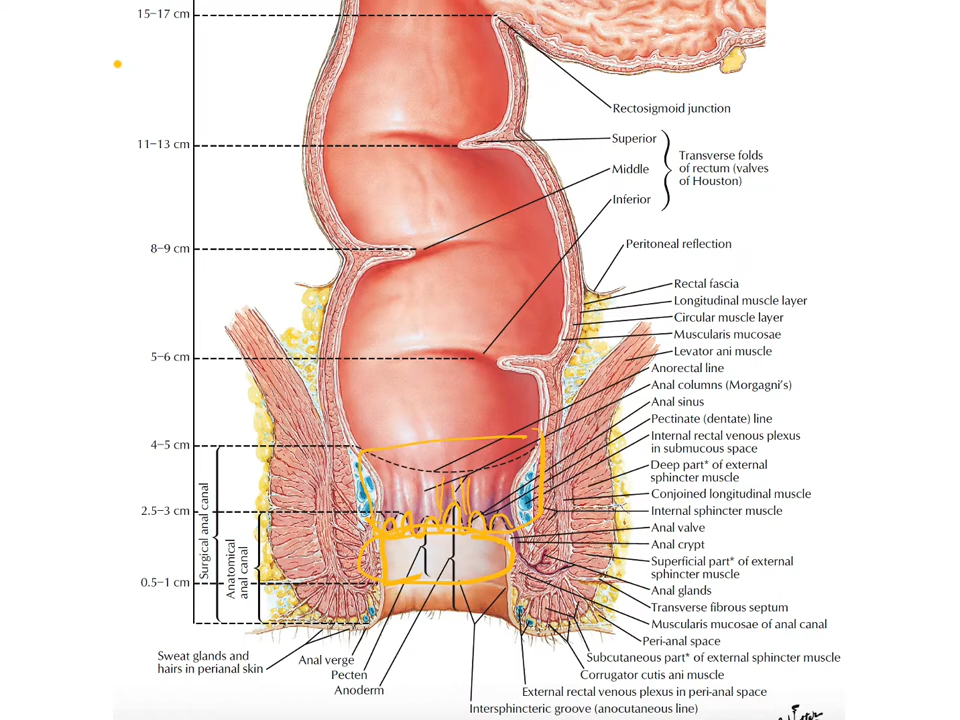 15–17 cm
Rectosigmoid junction
11–13 cm
Superior
Middle
Inferior
Transverse folds
of rectum (valves
of Houston)
8–9 cm
Peritoneal reflection
Rectal fascia
Longitudinal muscle layer
Circular muscle layer
Muscularis mucosae
5–6 cm
Levator ani muscle
Anorectal line
Anal columns (Morgagni's)
Anal sinus
Pectinate (dentate) line
Internal rectal venous plexus
in submucous space
4–5 cm
Deep part* of external
sphincter muscle
Conjoined longitudinal muscle
2.5–3 cm
Internal sphincter muscle
Anal valve
Anal crypt
Superficial part* of external
sphincter muscle
Surgical anal canal
Anatomical
anal canal
0.5–1 cm
Anal glands
Transverse fibrous septum
Muscularis mucosae of anal canal
Peri-anal space
Subcutaneous part* of external sphincter muscle
Corrugator cutis ani muscle
External rectal venous plexus in peri-anal space
Intersphincteric groove (anocutaneous line)
Sweat glands and
hairs in perianal skin
Anal verge
Pecten
Anoderm